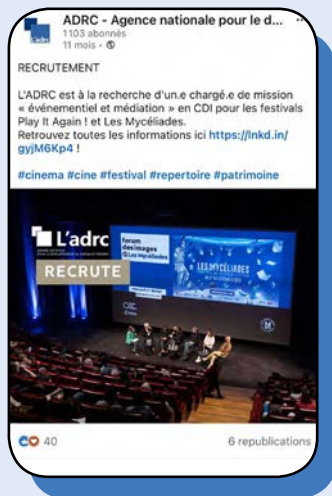 ADRC - Agence nationale pour le d...
1103 abonnés
11 mois •
RECRUTEMENT
L'ADRC est à la recherche d'un.e chargé.e de mission
« événementiel et médiation » en CDI pour les festivals
Play It Again ! et Les Mycéliades.
Retrouvez toutes les informations ici https://lnkd.in/
gyjM6Kp4 !
#cinema #cine #festival #repertoire #patrimoine
L'adrc
RECRUTE
forum
des images
Les Mycéliades
LES MYCÉLIADES
40
6 republications